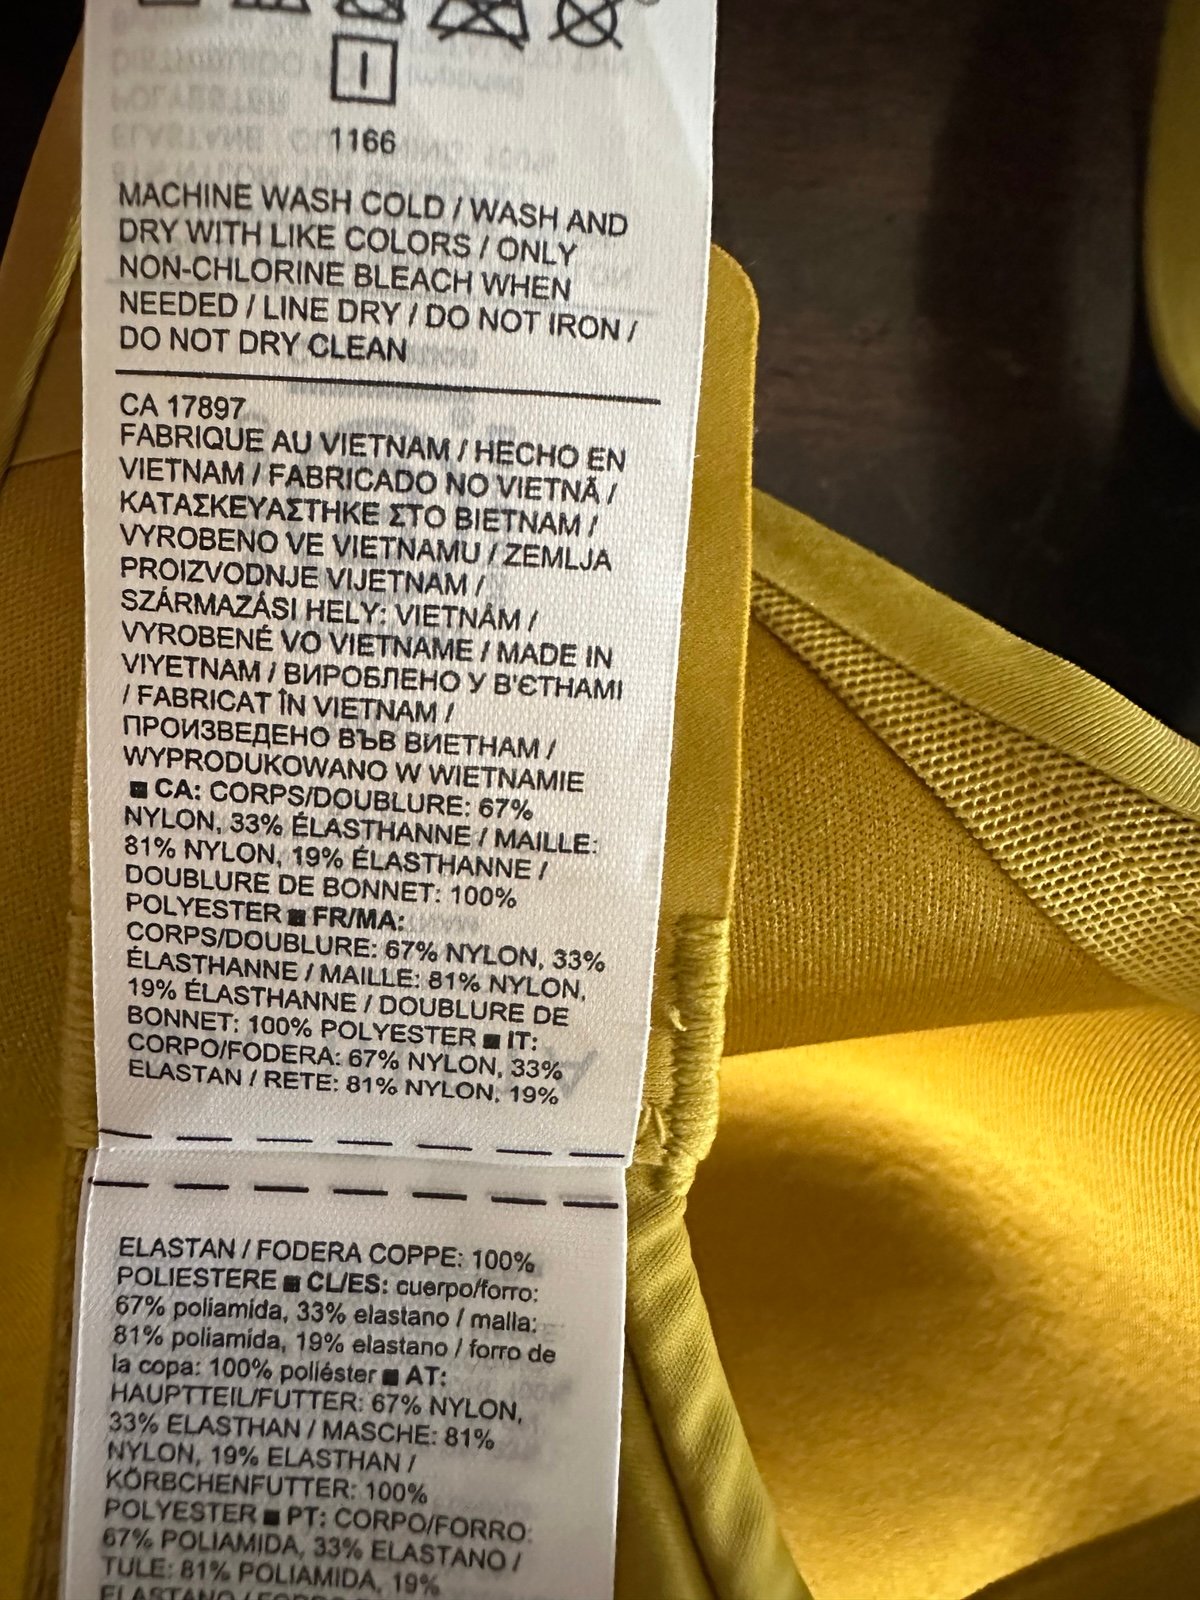 1166
MACHINE WASH COLD / WASH AND
DRY WITH LIKE COLORS / ONLY
NON-CHLORINE BLEACH WHEN
NEEDED / LINE DRY / DO NOT IRON /
DO NOT DRY CLEAN
CA 17897
FABRIQUE AU VIETNAM / HECHO EN
VIETNAM / FABRICADO NO VIETNÃ /
ΚΑΤΑΣΚΕΥΑΣΤΗΚΕ ΣΤΟ ΒΙΕΤΝΑΜ /
VYROBENO VE VIETNAMU / ZEMLJA
PROIZVODNJE VIJETNAM /
SZÁRMAZÁSI HELY: VIETNÁM /
VYROBENÉ VO VIETNAME / MADE IN
VIYETNAM / ВИРОБЛЕНО У В'ЄТНАМІ
/ FABRICAT ÎN VIETNAM /
ПРОИЗВЕДЕНО ВЪВ ВИЕТНАМ /
WYPRODUKOWANO W WIETNAMIE
■ CA: CORPS/DOUBLURE: 67%
NYLON, 33% ÉLASTHANNE / MAILLE:
81% NYLON, 19% ÉLASTHANNE /
DOUBLURE DE BONNET: 100%
POLYESTER ■ FR/MA:
CORPS/DOUBLURE: 67% NYLON, 33%
ÉLASTHANNE / MAILLE: 81% NYLON,
19% ÉLASTHANNE / DOUBLURE DE
BONNET: 100% POLYESTER ■ IT:
CORPO/FODERA: 67% NYLON, 33%
ELASTAN / RETE: 81% NYLON, 19%
ELASTAN / FODERA COPPE: 100%
POLIESTERE ■ CL/ES: cuerpo/forro:
67% poliamida, 33% elastano / malla:
81% poliamida, 19% elastano / forro de
la copa: 100% poliéster ■ AT:
HAUPTTEIL/FUTTER: 67% NYLON,
33% ELASTHAN / MASCHE: 81%
NYLON, 19% ELASTHAN /
KÖRBCHENFUTTER: 100%
POLYESTER ■ PT: CORPO/FORRO:
67% POLIAMIDA, 33% ELASTANO /
TULE: 81% POLIAMIDA, 19%
ELASTANO / FORRO